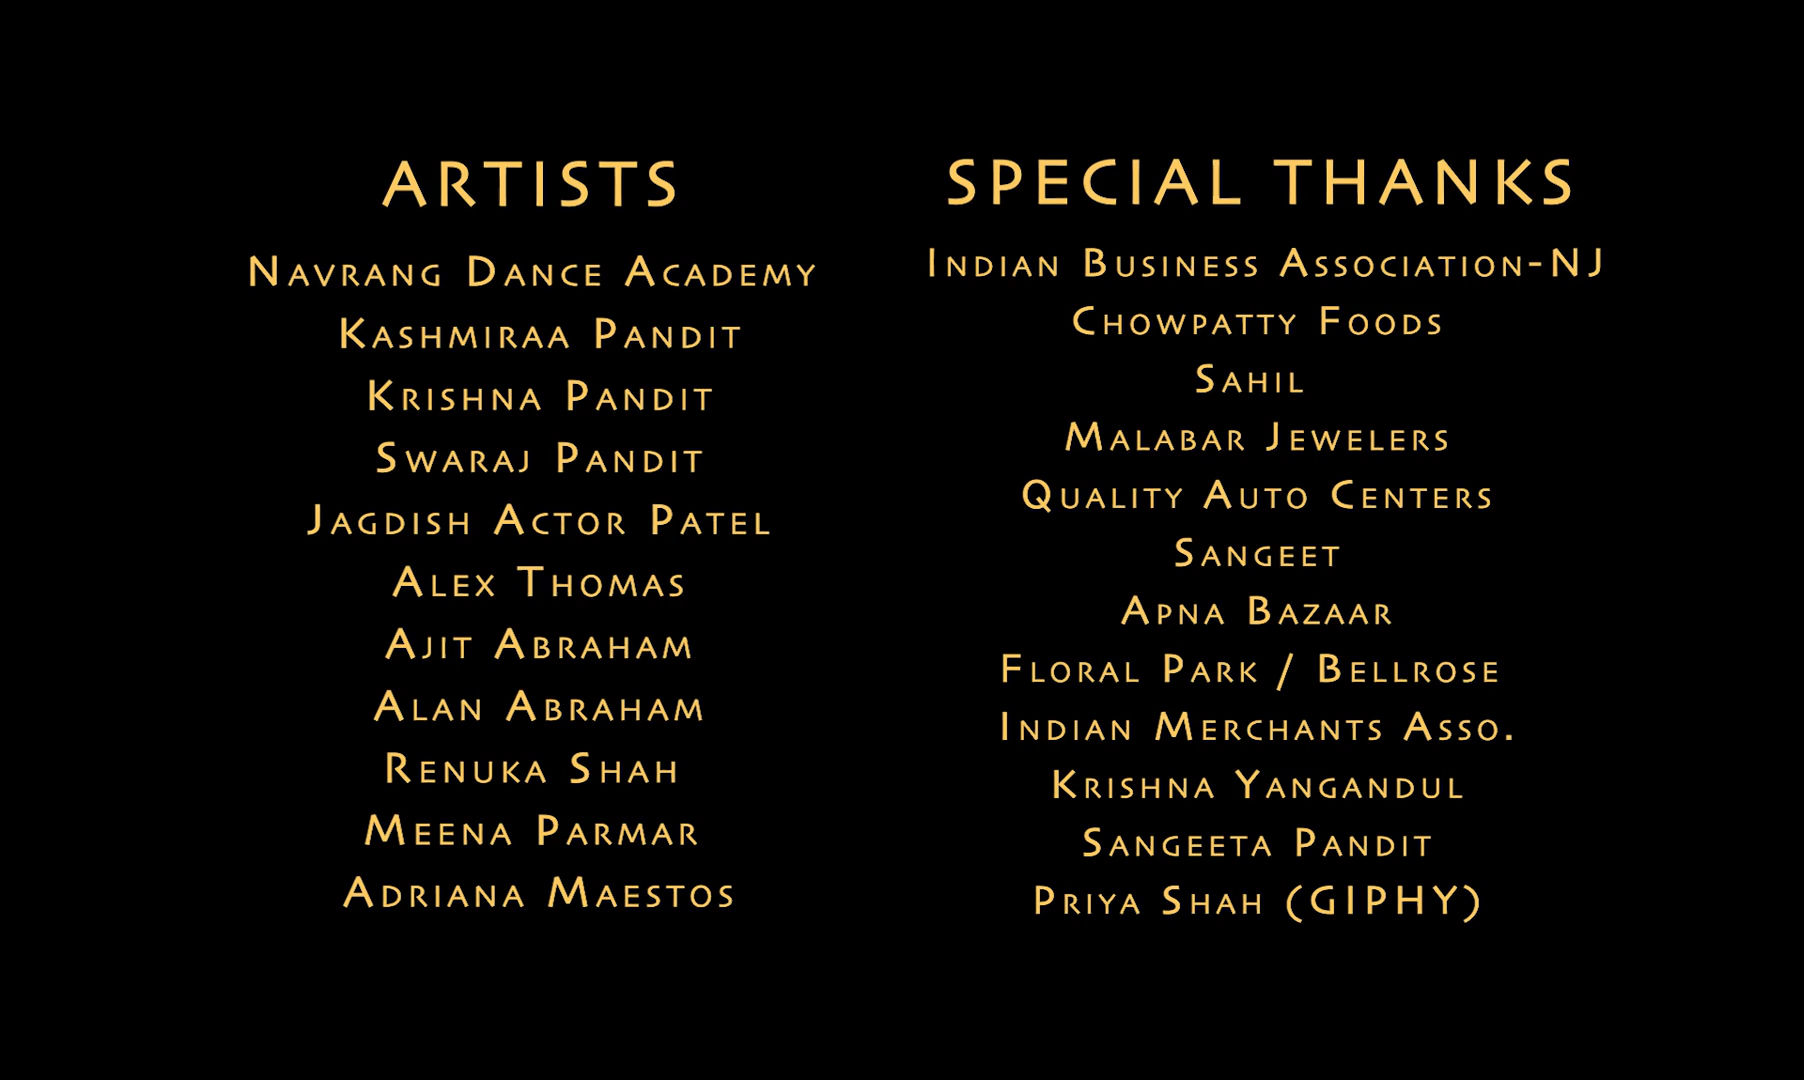 ARTISTS
Navrang Dance Academy
Kashmiraa Pandit
Krishna Pandit
Swaraj Pandit
Jagdish Actor Patel
Alex Thomas
Ajit Abraham
Alan Abraham
Renuka Shah
Meena Parmar
Adriana Maestos
SPECIAL THANKS
Indian Business Association-NJ
Chowpatty Foods
Sahil
Malabar Jewelers
Quality Auto Centers
Sangeet
Apna Bazaar
Floral Park / Bellrose
Indian Merchants Asso.
Krishna Yangandul
Sangeeta Pandit
Priya Shah (GIPHY)